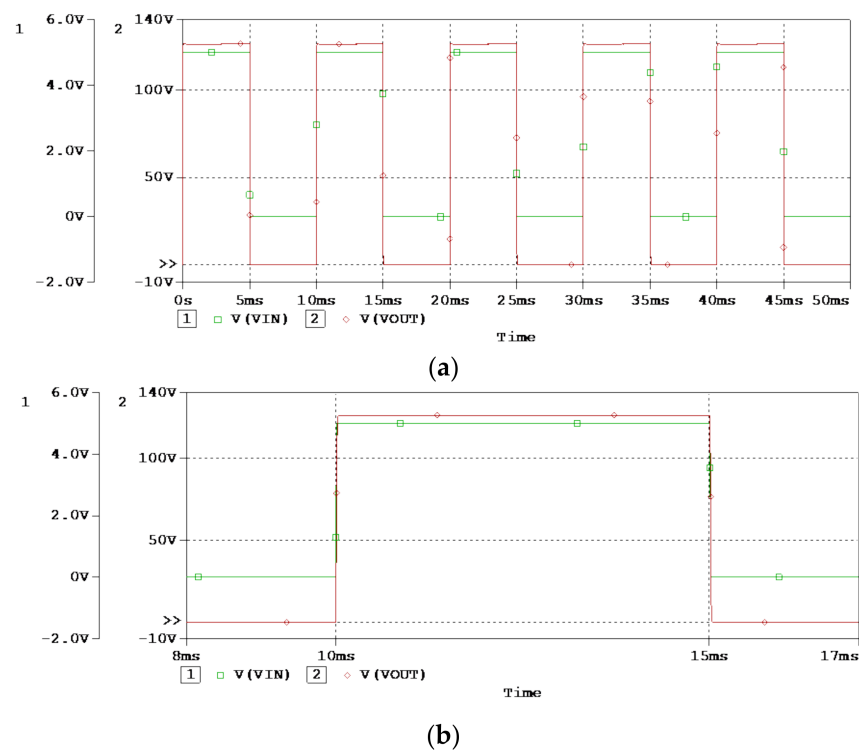 1 6.0V 2 140V
4.0V 100V
2.0V 50V
0V
>>
-2.0V -10V
0s 5ms 10ms 15ms 20ms 25ms 30ms 35ms 40ms 45ms 50ms
1 V(VIN) 2 V(VOUT)
Time
(a)
1 6.0V 2 140V
4.0V 100V
2.0V 50V
0V
>>
-2.0V -10V
8ms 10ms 15ms 17ms
1 V(VIN) 2 V(VOUT)
Time
(b)